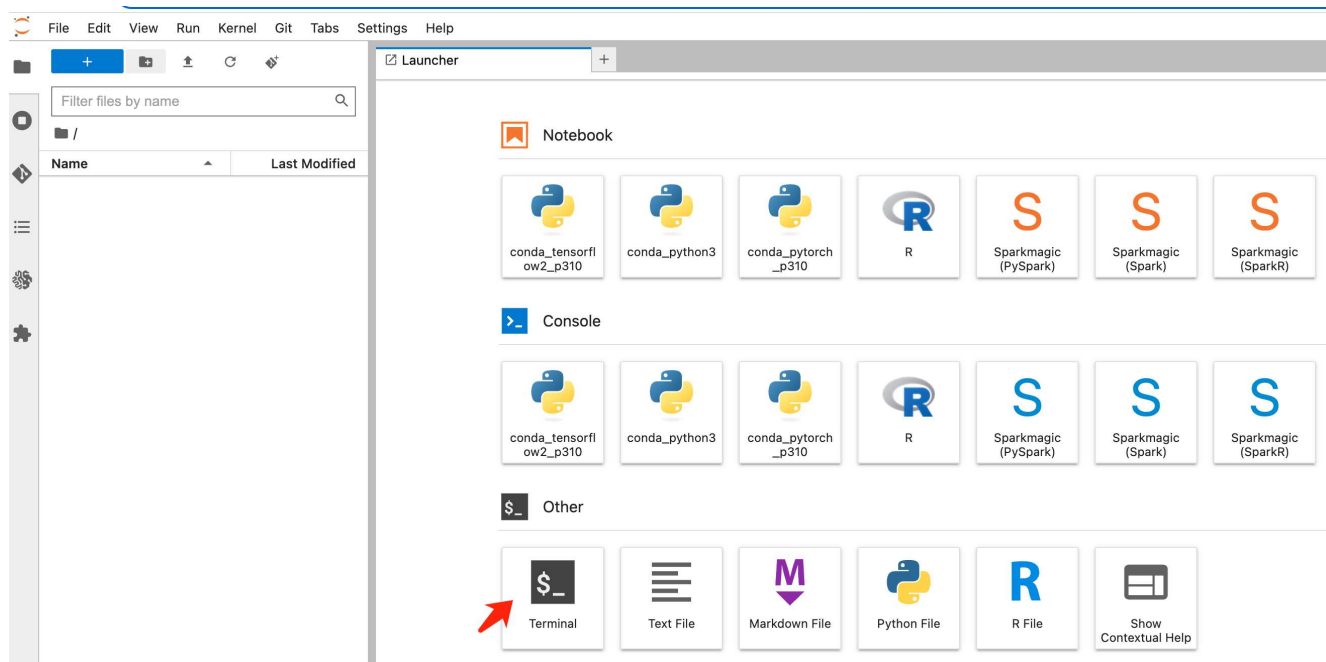 File Edit View Run Kernel Git Tabs Settings Help
+
Launcher
+
Filter files by name
/
Name
Last Modified
Notebook
conda_tensorfl
ow2_p310
conda_python3
conda_pytorch
_p310
R
R
S
Sparkmagic
(PySpark)
S
Sparkmagic
(Spark)
S
Sparkmagic
(SparkR)
>_
Console
conda_tensorfl
ow2_p310
conda_python3
conda_pytorch
_p310
R
R
S
Sparkmagic
(PySpark)
S
Sparkmagic
(Spark)
S
Sparkmagic
(SparkR)
$_
Other
$_
Terminal
Text File
M
Markdown File
Python File
R
R File
Show
Contextual Help